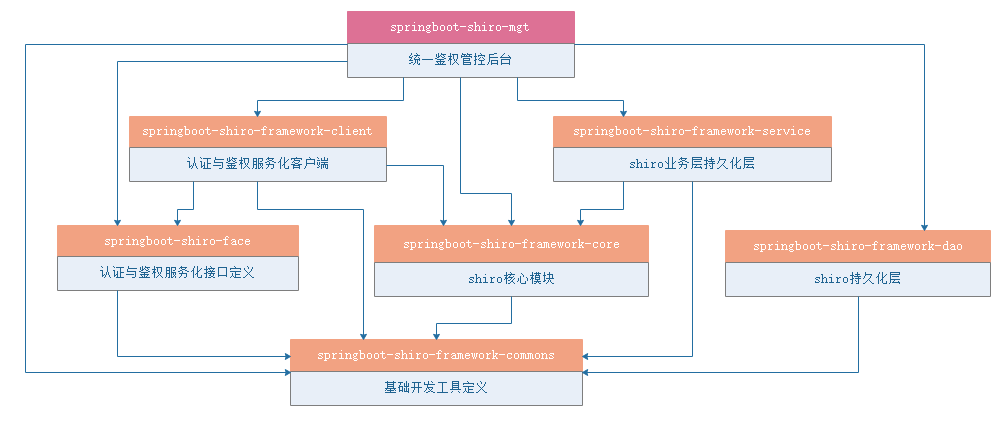 springboot-shiro-mgt
统一鉴权管控后台
springboot-shiro-framework-client
认证与鉴权服务化客户端
springboot-shiro-framework-service
shiro业务层持久化层
springboot-shiro-face
认证与鉴权服务化接口定义
springboot-shiro-framework-core
shiro核心模块
springboot-shiro-framework-dao
shiro持久化层
springboot-shiro-framework-commons
基础开发工具定义